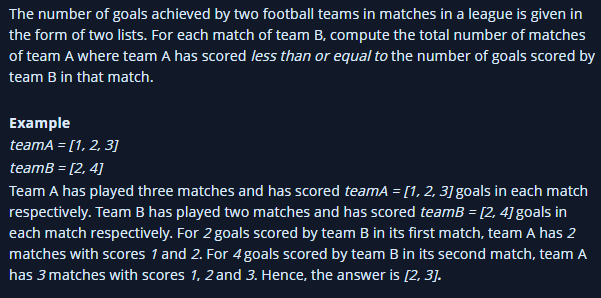 The number of goals achieved by two football teams in matches in a league is given in
the form of two lists. For each match of team B, compute the total number of matches
of team A where team A has scored less than or equal to the number of goals scored by
team B in that match.
Example
teamA = [1, 2, 3]
teamB = [2, 4]
Team A has played three matches and has scored teamA = [1, 2, 3] goals in each match
respectively. Team B has played two matches and has scored teamB = [2, 4] goals in
each match respectively. For 2 goals scored by team B in its first match, team A has 2
matches with scores 1 and 2. For 4 goals scored by team B in its second match, team A
has 3 matches with scores 1, 2 and 3. Hence, the answer is [2, 3].